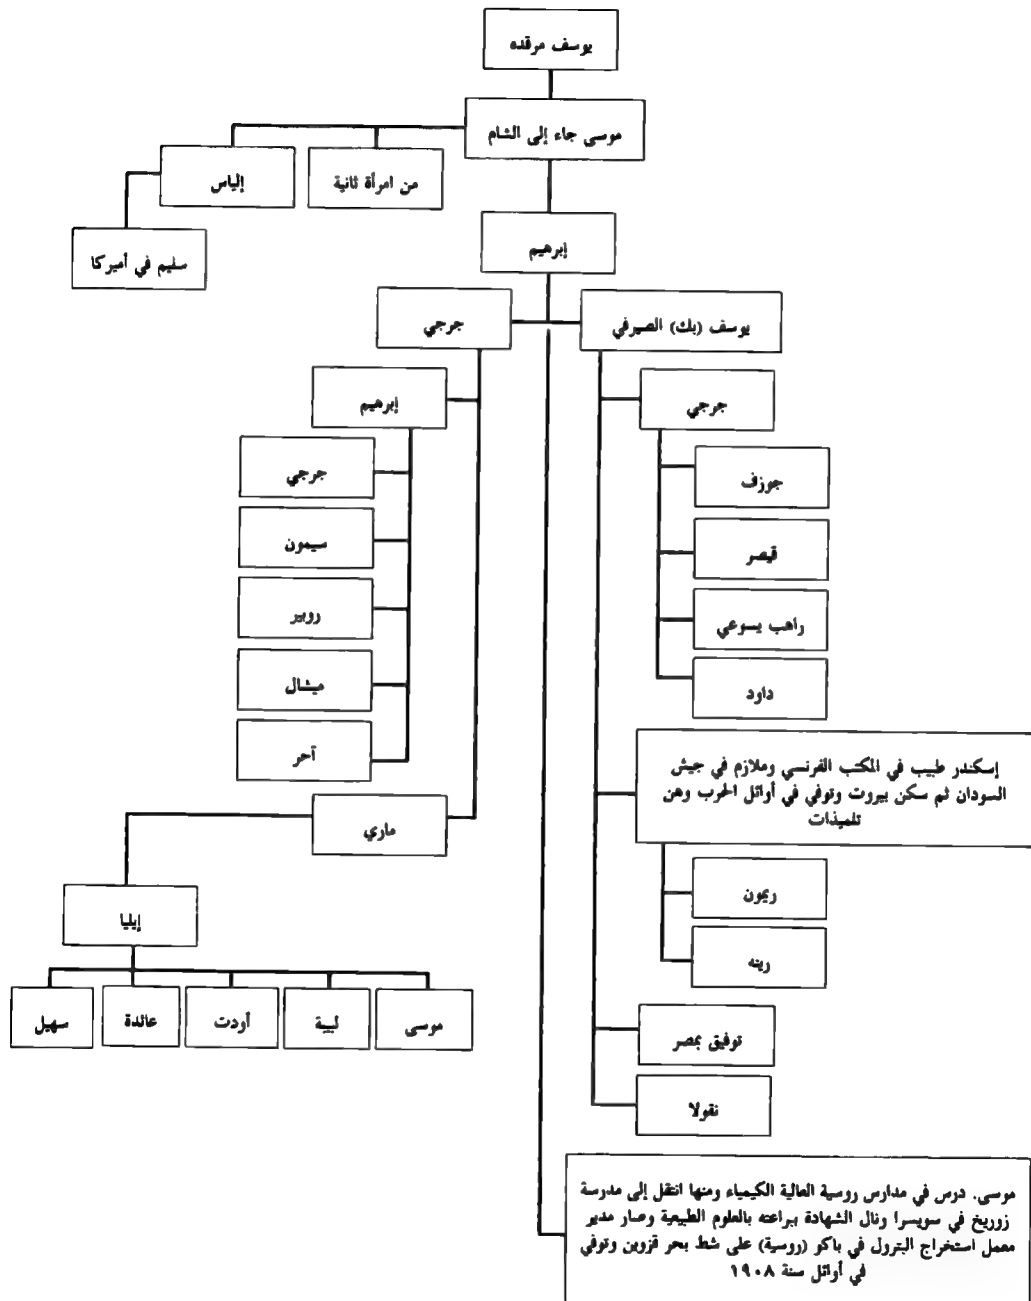 يوسف مرقده
موسى جاء إلى الشام
من امرأة ثانية
إلياس
سليم في أميركا
إبرهيم
يوسف (بك) الصيرفي
جرجي
جرجي
جوزف
قيصر
راهب يسوعي
داود
إبرهيم
جرجي
سيمون
روبير
ميشال
آخر
إسكندر طبيب في المكتب الفرنسي وملازم في جيش
السودان ثم سكن بيروت وتوفي في أوائل الحرب وهن
تلميذات
ريمون
رينه
ماري
إيليا
موسى
لبيبة
أودت
عائدة
سهيل
توفيق بمصر
نقولا
موسى. درس في مدارس روسية العالية الكيمياء ومنها انتقل إلى مدرسة
زوريخ في سويسرا ونال الشهادة ببراعته بالعلوم الطبيعية وصار مدير
معمل استخراج البترول في باكو (روسية) على شط بحر قزوين وتوفي
في أوائل سنة ١٩٠٨